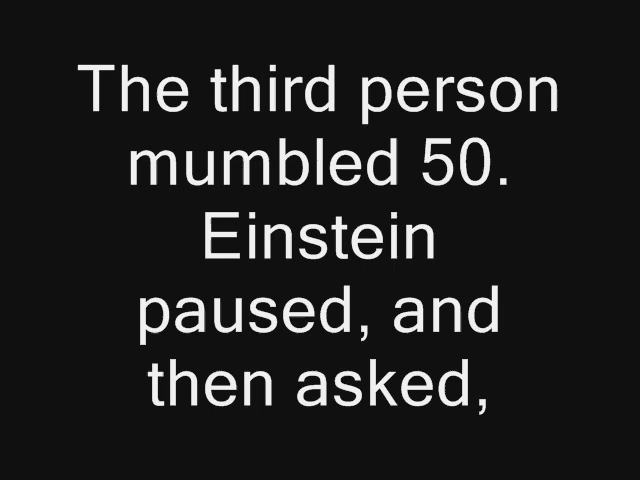 The third person
mumbled 50.
Einstein
paused, and
then asked,